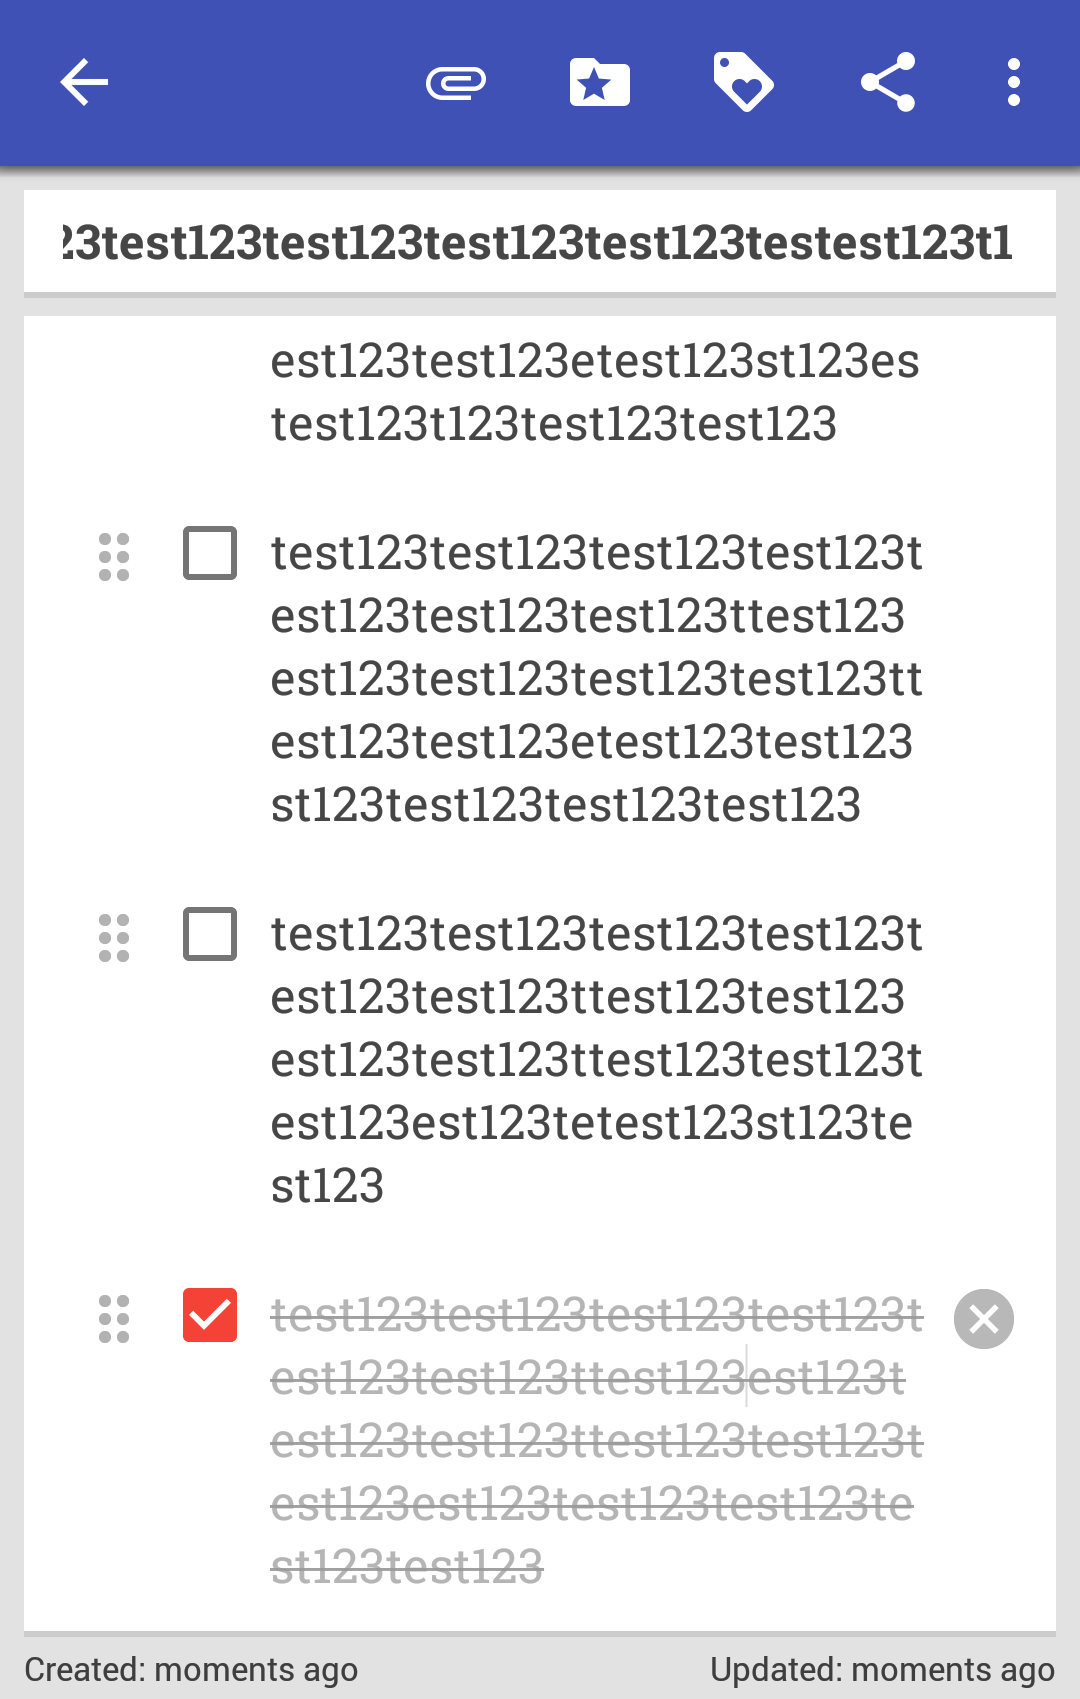 23test123test123test123test123testest123t1
est123test123etest123st123es
test123t123test123test123
test123test123test123test123t
est123test123test123ttest123
est123test123test123test123tt
est123test123etest123test123
st123test123test123test123
test123test123test123test123t
est123test123ttest123test123
est123test123ttest123test123t
est123est123tetest123st123te
st123
test123test123test123test123t
est123test123ttest123est123t
est123test123ttest123test123t
est123est123test123test123te
st123test123
Created: moments ago
Updated: moments ago